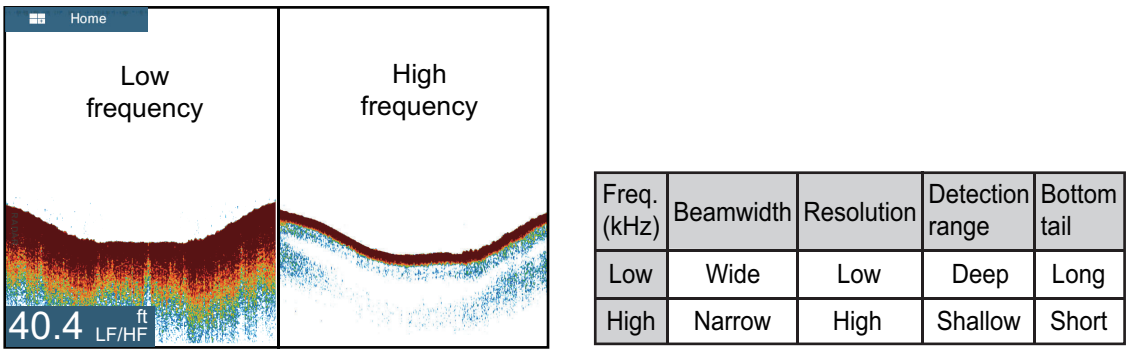 Home
Low
frequency
High
frequency
40.4 ft
LF/HF
Freq.
(kHz)
Beamwidth
Resolution
Detection
range
Bottom
tail
Low
Wide
Low
Deep
Long
High
Narrow
High
Shallow
Short